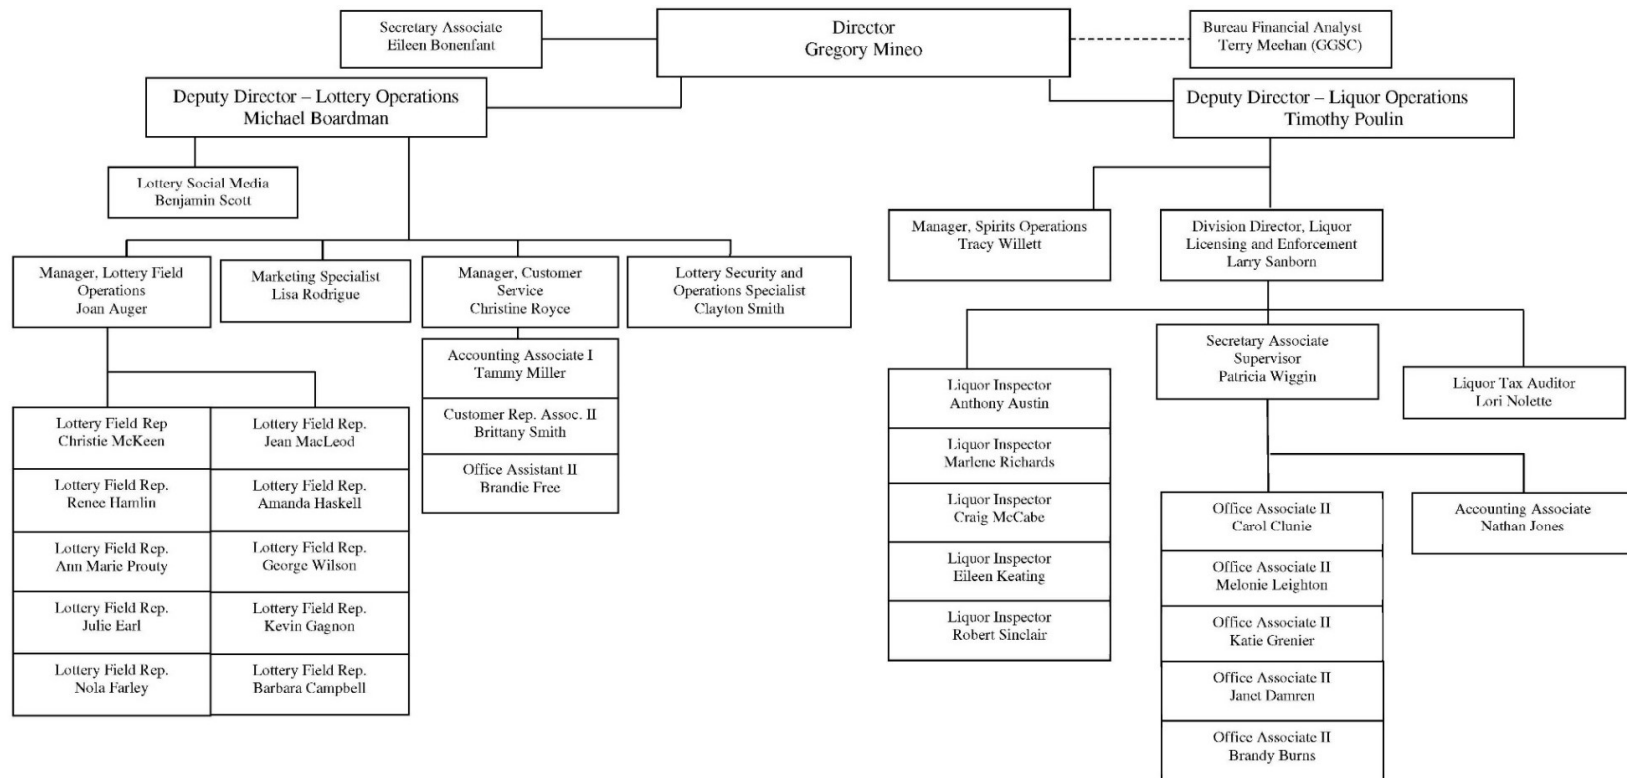 Secretary Associate
Eileen Bonenfant
Director
Gregory Mineo
Bureau Financial Analyst
Terry Meehan (GGSC)
Deputy Director – Lottery Operations
Michael Boardman
Deputy Director – Liquor Operations
Timothy Poulin
Lottery Social Media
Benjamin Scott
Manager, Spirits Operations
Tracy Willett
Division Director, Liquor
Licensing and Enforcement
Larry Sanborn
Manager, Lottery Field
Operations
Joan Auger
Marketing Specialist
Lisa Rodrigue
Manager, Customer
Service
Christine Royce
Lottery Security and
Operations Specialist
Clayton Smith
Accounting Associate I
Tammy Miller
Customer Rep. Assoc. II
Brittany Smith
Office Assistant II
Brandie Free
Lottery Field Rep
Christie McKeen
Lottery Field Rep.
Renee Hamlin
Lottery Field Rep.
Ann Marie Prouty
Lottery Field Rep.
Julie Earl
Lottery Field Rep.
Nola Farley
Lottery Field Rep.
Jean MacLeod
Lottery Field Rep.
Amanda Haskell
Lottery Field Rep.
George Wilson
Lottery Field Rep.
Kevin Gagnon
Lottery Field Rep.
Barbara Campbell
Liquor Inspector
Anthony Austin
Liquor Inspector
Marlene Richards
Liquor Inspector
Craig McCabe
Liquor Inspector
Eileen Keating
Liquor Inspector
Robert Sinclair
Secretary Associate
Supervisor
Patricia Wiggin
Liquor Tax Auditor
Lori Nolette
Office Associate II
Carol Clunie
Office Associate II
Melonie Leighton
Office Associate II
Katie Grenier
Office Associate II
Janet Damren
Office Associate II
Brandy Burns
Accounting Associate
Nathan Jones